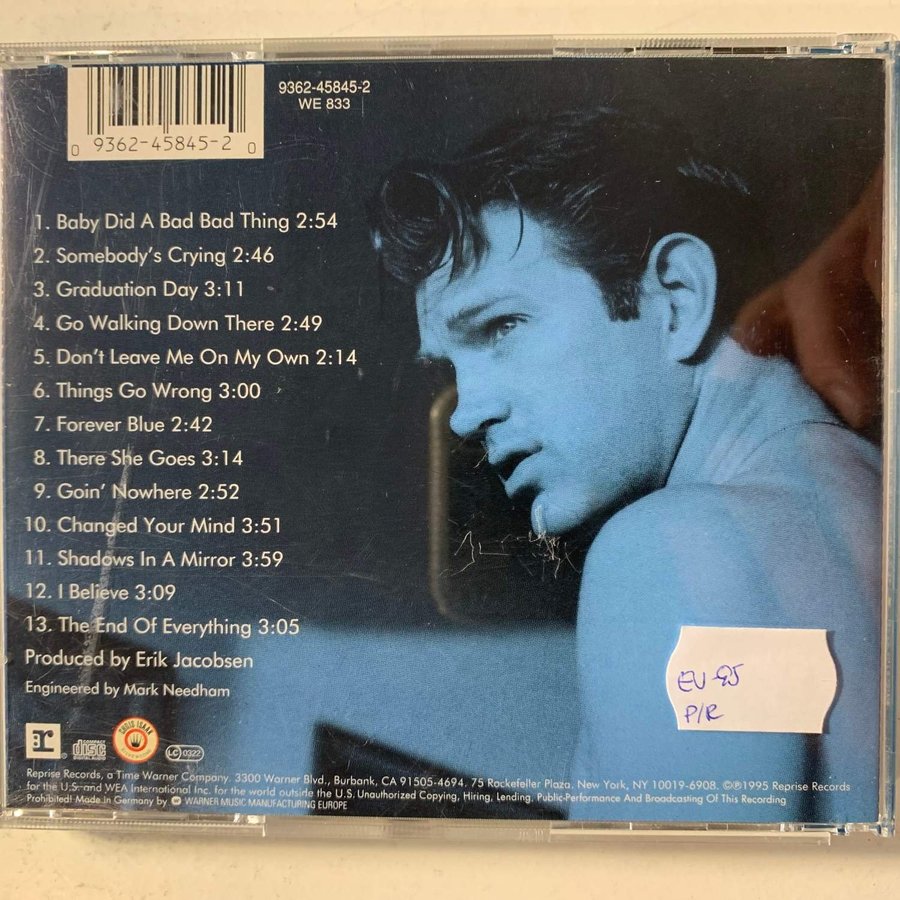 9362-45845-2
WE 833
0 9362-45845-2 0
1. Baby Did A Bad Bad Thing 2:54
2. Somebody's Crying 2:46
3. Graduation Day 3:11
4. Go Walking Down There 2:49
5. Don't Leave Me On My Own 2:14
6. Things Go Wrong 3:00
7. Forever Blue 2:42
8. There She Goes 3:14
9. Goin' Nowhere 2:52
10. Changed Your Mind 3:51
11. Shadows In A Mirror 3:59
12. I Believe 3:09
13. The End Of Everything 3:05
Produced by Erik Jacobsen
Engineered by Mark Needham
EU-95
P/R
R ® COMPACT disc DIGITAL AUDIO CHRIS ISAAK LC 0322
Reprise Records, a Time Warner Company. 3300 Warner Blvd., Burbank, CA 91505-4694. 75 Rockefeller Plaza, New York, NY 10019-6908. ©℗1995 Reprise Records
for the U.S. and WEA International Inc. for the world outside the U.S. Unauthorized Copying, Hiring, Lending, Public-Performance And Broadcasting Of This Recording
Prohibited! Made in Germany by WARNER MUSIC MANUFACTURING EUROPE